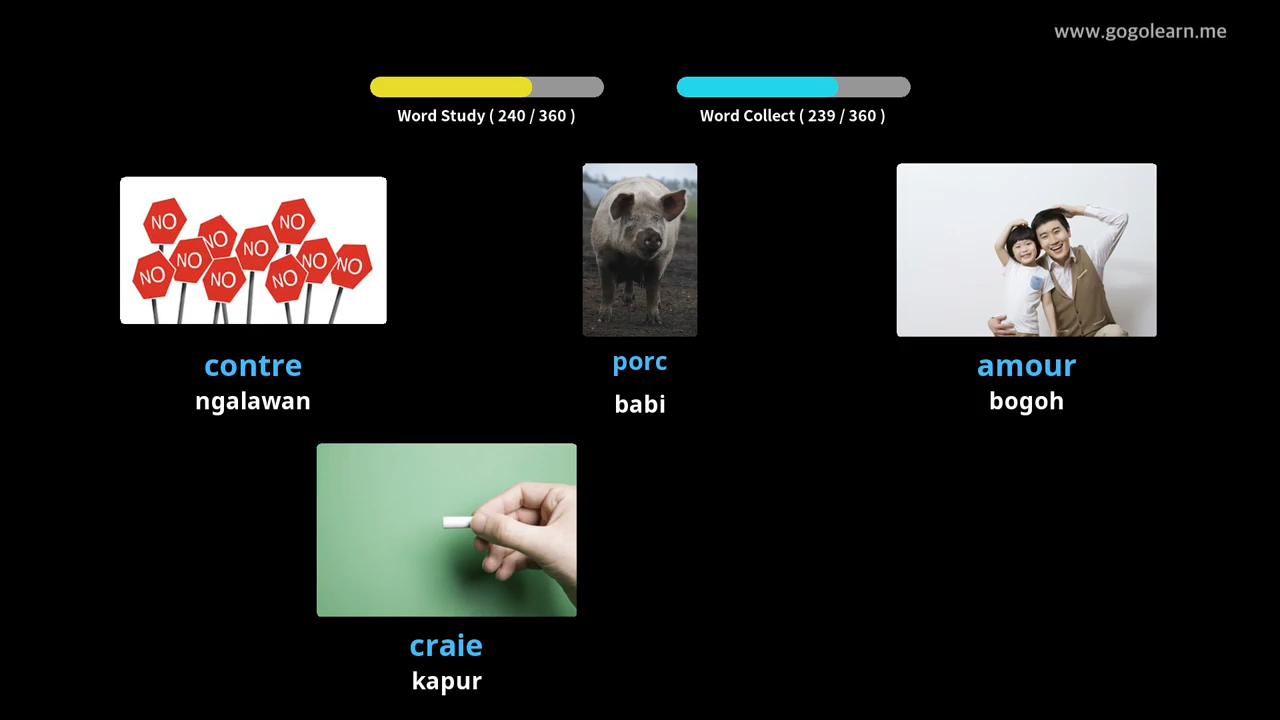 www.gogolearn.me
Word Study ( 240 / 360 )
Word Collect ( 239 / 360 )
NO
NO
NO
NO
NO
NO
NO
NO
NO
NO
contre
ngalawan
porc
babi
amour
bogoh
craie
kapur